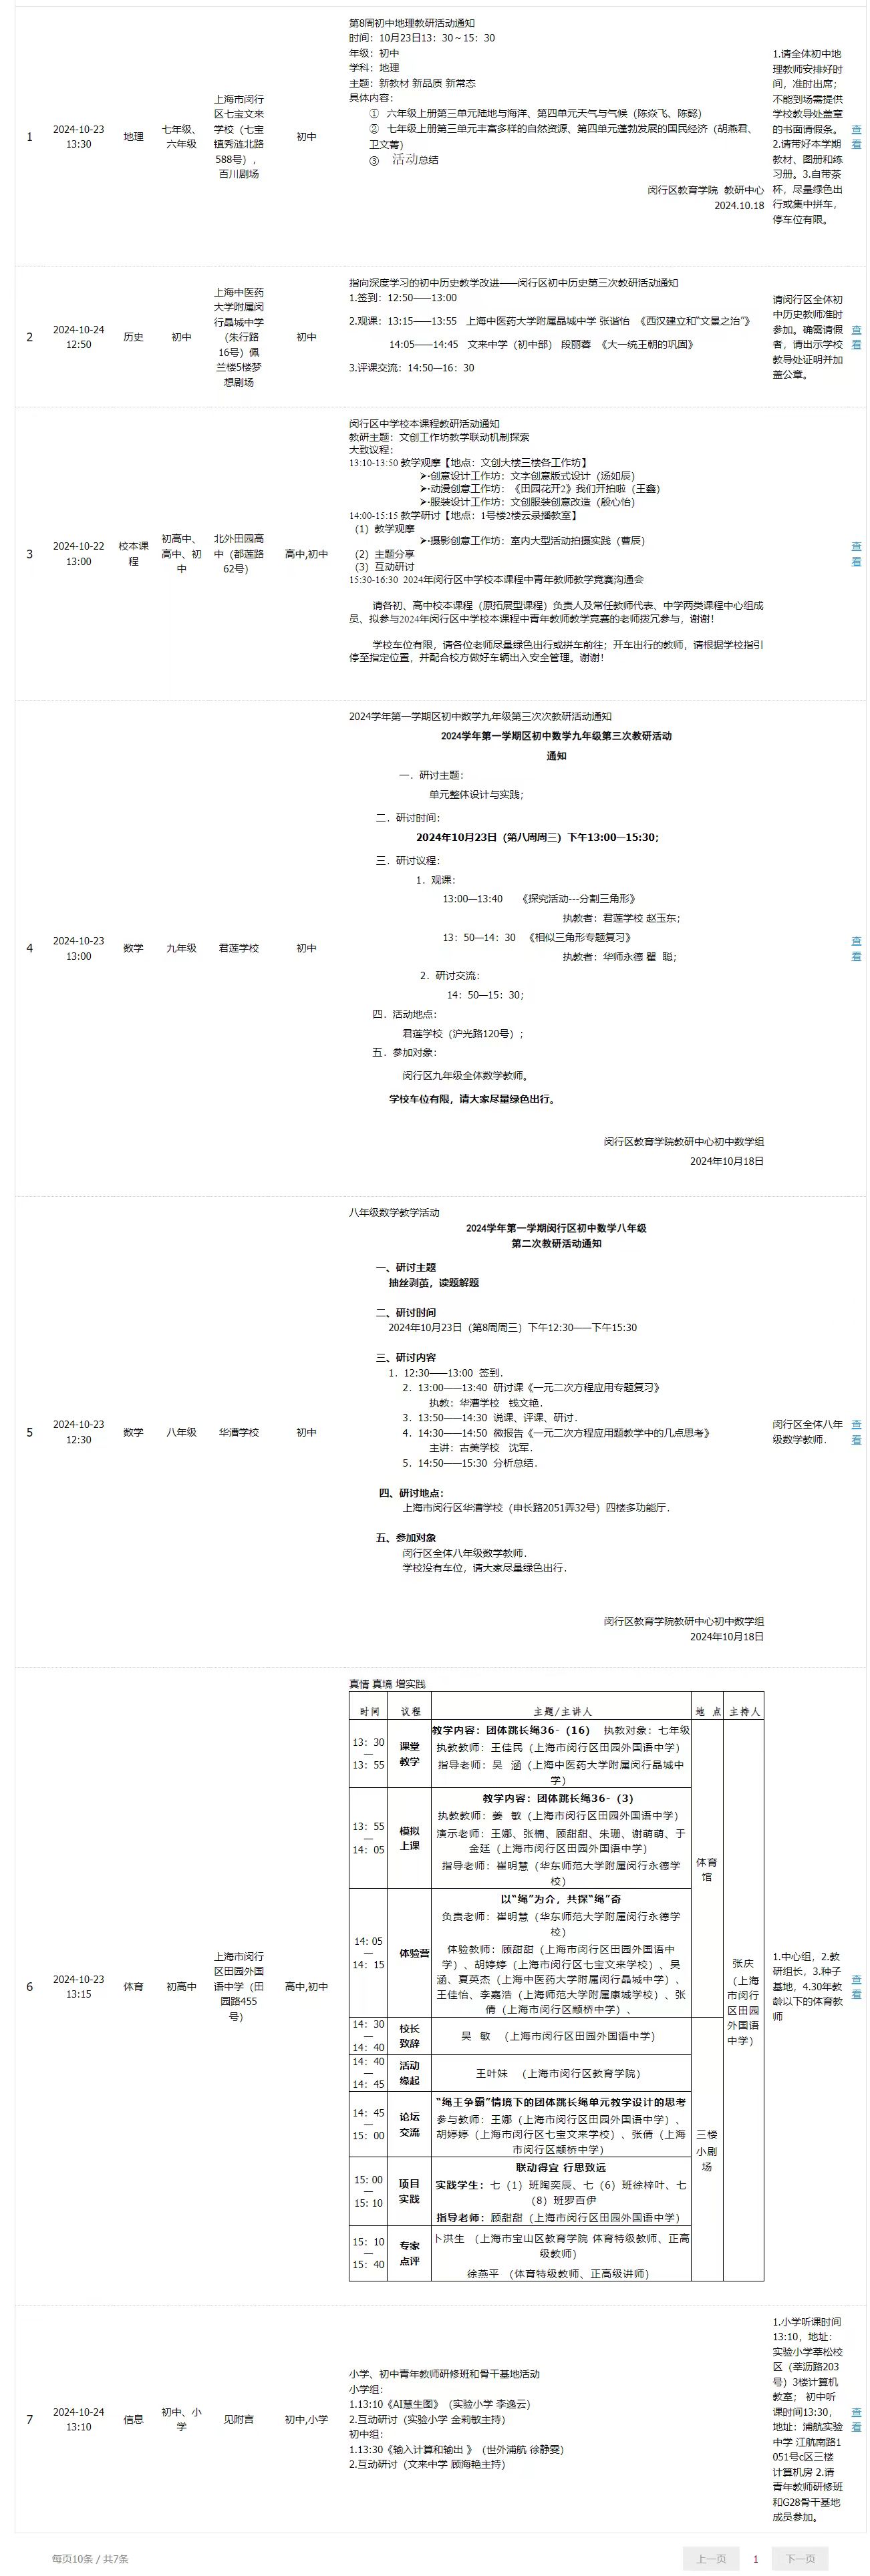 1
2024-10-23
13:30
地理
七年级、
六年级
上海市闵行
区七宝文来
学校（七宝
镇秀涟北路
588号），
百川剧场
初中
第8周初中地理教研活动通知
时间：10月23日13：30～15：30
年级：初中
学科：地理
主题：新教材 新品质 新常态
具体内容：
① 六年级上册第三单元陆地与海洋、第四单元天气与气候（陈焱飞、陈懿）
② 七年级上册第三单元丰富多样的自然资源、第四单元蓬勃发展的国民经济（胡燕君、
卫文菁）
③ 活动总结
闵行区教育学院 教研中心
2024.10.18
1.请全体初中地
理教师安排好时
间，准时出席；
不能到场需提供
学校教导处盖章
的书面请假条。
2.请带好本学期
教材、图册和练
习册。3.自带茶
杯，尽量绿色出
行或集中拼车，
停车位有限。
查
看
2
2024-10-24
12:50
历史
初中
上海中医药
大学附属闵
行晶城中学
（朱行路
16号）佩
兰楼5楼梦
想剧场
初中
指向深度学习的初中历史教学改进——闵行区初中历史第三次教研活动通知
1.签到：12:50——13:00
2.观课：13:15——13:55 上海中医药大学附属晶城中学 张谐怡 《西汉建立和“文景之治”》
14:05——14:45 文来中学（初中部） 段丽蓉 《大一统王朝的巩固》
3.评课交流：14:50—16：30
请闵行区全体初
中历史教师准时
参加。确需请假
者，请出示学校
教导处证明并加
盖公章。
查
看
3
2024-10-22
13:00
校本课
程
初高中、
高中、初
中
北外田园高
中（都莲路
62号）
高中,初中
闵行区中学校本课程教研活动通知
教研主题：文创工作坊教学联动机制探索
大致议程：
13:10-13:50 教学观摩【地点：文创大楼三楼各工作坊】
➢·创意设计工作坊：文字创意版式设计（汤如辰）
➢·动漫创意工作坊：《田园花开2》我们开拍啦（王鑫）
➢·服装设计工作坊：文创服装创意改造（殷心怡）
14:00-15:15 教学研讨【地点：1号楼2楼云录播教室】
（1）教学观摩
➢·摄影创意工作坊：室内大型活动拍摄实践（曹辰）
（2）主题分享
（3）互动研讨
15:30-16:30 2024年闵行区中学校本课程中青年教师教学竞赛沟通会
请各初、高中校本课程（原拓展型课程）负责人及常任教师代表、中学两类课程中心组成
员、拟参与2024年闵行区中学校本课程中青年教师教学竞赛的老师拨冗参与，谢谢！
学校车位有限，请各位老师尽量绿色出行或拼车前往；开车出行的教师，请根据学校指引
停至指定位置，并配合校方做好车辆出入安全管理。谢谢！
查
看
4
2024-10-23
13:00
数学
九年级
君莲学校
初中
2024学年第一学期区初中数学九年级第三次次教研活动通知
2024学年第一学期区初中数学九年级第三次教研活动
通知
一．研讨主题：
单元整体设计与实践；
二．研讨时间：
2024年10月23日（第八周周三）下午13:00—15:30；
三．研讨议程：
1．观课：
13:00—13:40 《探究活动---分割三角形》
执教者：君莲学校 赵玉东；
13：50—14：30 《相似三角形专题复习》
执教者：华师永德 瞿 聪；
2．研讨交流：
14：50—15：30；
四．活动地点：
君莲学校（沪光路120号）；
五．参加对象：
闵行区九年级全体数学教师。
学校车位有限，请大家尽量绿色出行。
闵行区教育学院教研中心初中数学组
2024年10月18日
查
看
5
2024-10-23
12:30
数学
八年级
华漕学校
初中
八年级数学教学活动
2024学年第一学期闵行区初中数学八年级
第二次教研活动通知
一、研讨主题
抽丝剥茧，读题解题
二、研讨时间
2024年10月23日（第8周周三）下午12:30——下午15:30
三、研讨内容
1．12:30——13:00 签到．
2．13:00——13:40 研讨课《一元二次方程应用专题复习》
执教：华漕学校 钱文艳．
3．13:50——14:30 说课、评课、研讨．
4．14:30——14:50 微报告《一元二次方程应用题教学中的几点思考》
主讲：古美学校 沈军．
5．14:50——15:30 分析总结．
四、研讨地点：
上海市闵行区华漕学校（申长路2051弄32号）四楼多功能厅．
五、参加对象
闵行区全体八年级数学教师．
学校没有车位，请大家尽量绿色出行．
闵行区教育学院教研中心初中数学组
2024年10月18日
闵行区全体八年
级数学教师．
查
看
6
2024-10-23
13:15
体育
初高中
上海市闵行
区田园外国
语中学（田
园路455
号）
高中,初中
真情 真境 增实践
时间 议程 主题/主讲人 地 点 主持人
13：30
—
13：55
课堂
教学
教学内容：团体跳长绳36-（16） 执教对象：七年级
执教教师：王佳民（上海市闵行区田园外国语中学）
指导老师：吴 涵（上海中医药大学附属闵行晶城中
学）
13：55
—
14：05
模拟
上课
教学内容：团体跳长绳36-（3）
执教教师：姜 敏（上海市闵行区田园外国语中学）
演示老师：王娜、张楠、顾甜甜、朱珊、谢萌萌、于
金廷（上海市闵行区田园外国语中学）
指导老师：崔明慧（华东师范大学附属闵行永德学
校）
14：05
—
14：15
体验营
以“绳”为介，共探“绳”奇
负责老师：崔明慧（华东师范大学附属闵行永德学
校）
体验教师：顾甜甜（上海市闵行区田园外国语中
学）、胡婷婷（上海市闵行区七宝文来学校）、吴
涵、夏英杰（上海中医药大学附属闵行晶城中学）、
王佳怡、李嘉浩（上海师范大学附属康城学校）、张
倩（上海市闵行区颛桥中学）、
体育
馆
14：30
—
14：40
校长
致辞
吴 敏 （上海市闵行区田园外国语中学）
14：40
—
14：45
活动
缘起
王叶妹 （上海市闵行区教育学院）
14：45
—
15：00
论坛
交流
“绳王争霸”情境下的团体跳长绳单元教学设计的思考
参与教师：王娜（上海市闵行区田园外国语中学）、
胡婷婷（上海市闵行区七宝文来学校）、张倩（上海
市闵行区颛桥中学）
15：00
—
15：10
项目
实践
联动得宜 行思致远
实践学生：七（1）班陶奕辰、七（6）班徐梓叶、七
（8）班罗百伊
指导老师：顾甜甜（上海市闵行区田园外国语中学）
15：10
—
15：40
专家
点评
卜洪生 （上海市宝山区教育学院 体育特级教师、正高
级教师）
徐燕平 （体育特级教师、正高级讲师）
三楼
小剧
场
张庆
（上海
市闵行
区田园
外国语
中学）
1.中心组，2.教
研组长，3.种子
基地，4.30年教
龄以下的体育教
师
查
看
7
2024-10-24
13:10
信息
初中、小
学
见附言
初中,小学
小学、初中青年教师研修班和骨干基地活动
小学组：
1.13:10《AI慧生图》（实验小学 李逸云）
2.互动研讨（实验小学 金莉敏主持）
初中组：
1.13:30《输入计算和输出 》（世外浦航 徐静雯）
2.互动研讨（文来中学 顾海艳主持）
1.小学听课时间
13:10，地址：
实验小学莘松校
区（莘沥路203
号）3楼计算机
教室； 初中听
课时间13:30，
地址：浦航实验
中学 江航南路1
051号c区三楼
计算机房 2.请
青年教师研修班
和G28骨干基地
成员参加。
查
看
每页10条 / 共7条
上一页
1
下一页